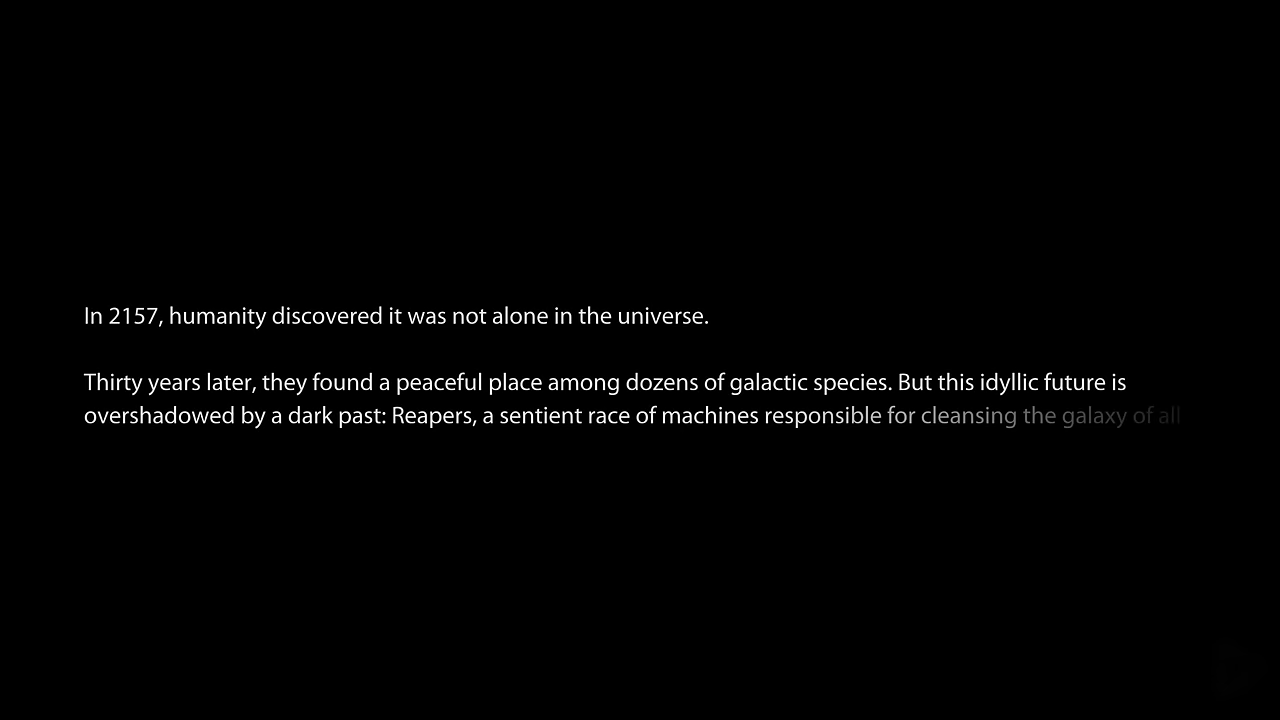 In 2157, humanity discovered it was not alone in the universe.
Thirty years later, they found a peaceful place among dozens of galactic species. But this idyllic future is
overshadowed by a dark past: Reapers, a sentient race of machines responsible for cleansing the galaxy of all